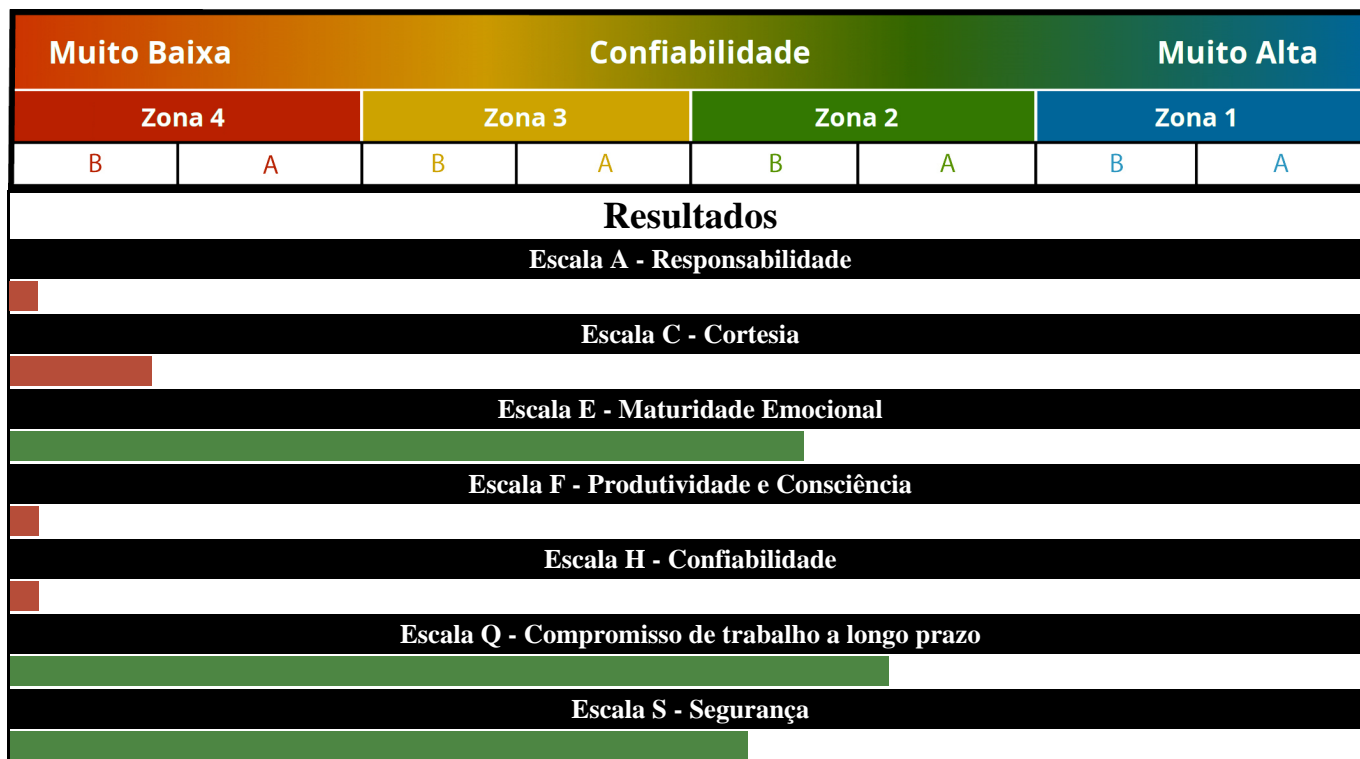 Muito Baixa Confiabilidade Muito Alta
Zona 4 Zona 3 Zona 2 Zona 1
B A B A B A B A
Resultados
Escala A - Responsabilidade
Escala C - Cortesia
Escala E - Maturidade Emocional
Escala F - Produtividade e Consciência
Escala H - Confiabilidade
Escala Q - Compromisso de trabalho a longo prazo
Escala S - Segurança